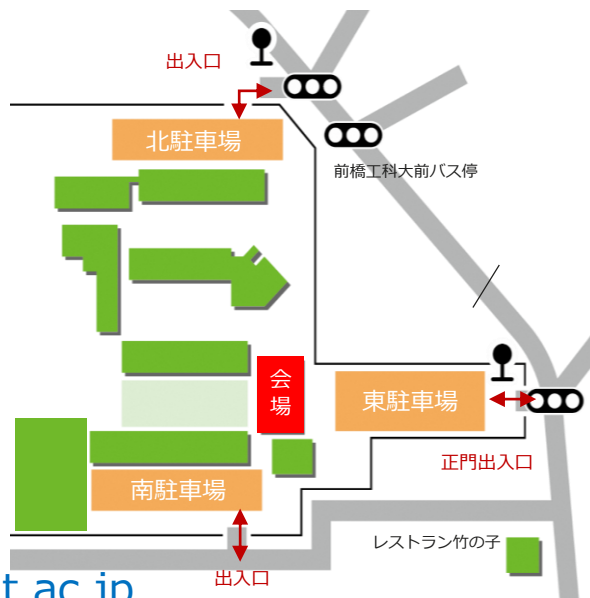 出入口
北駐車場
前橋工科大前バス停
会
場
東駐車場
正門出入口
南駐車場
レストラン竹の子
出入口
t.ac.jp